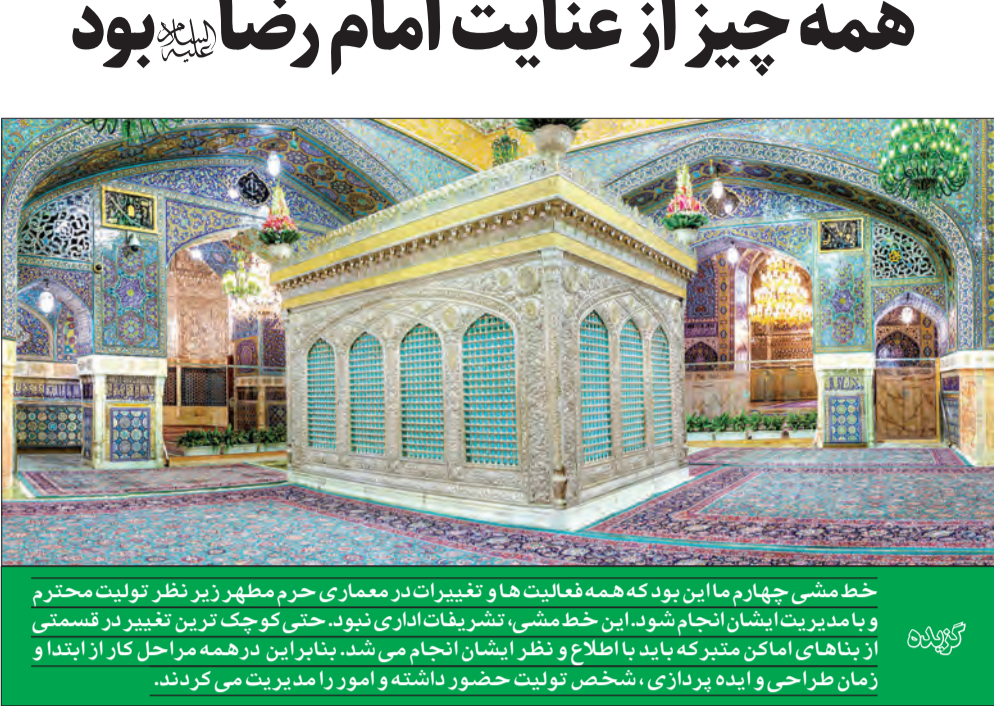 همه چیز از عنایت امام رضا علیه السلام بود
گزیده
خط مشی چهارم ما این بود که همه فعالیت ها و تغییرات در معماری حرم مطهر زیر نظر تولیت محترم
و با مدیریت ایشان انجام شود. این خط مشی، تشریفات اداری نبود. حتی کوچک ترین تغییر در قسمتی
از بناهای اماکن متبرکه باید با اطلاع و نظر ایشان انجام می شد. بنابراین درهمه مراحل کار از ابتدا و
زمان طراحی و ایده پردازی ، شخص تولیت حضور داشته و امور را مدیریت می کردند.